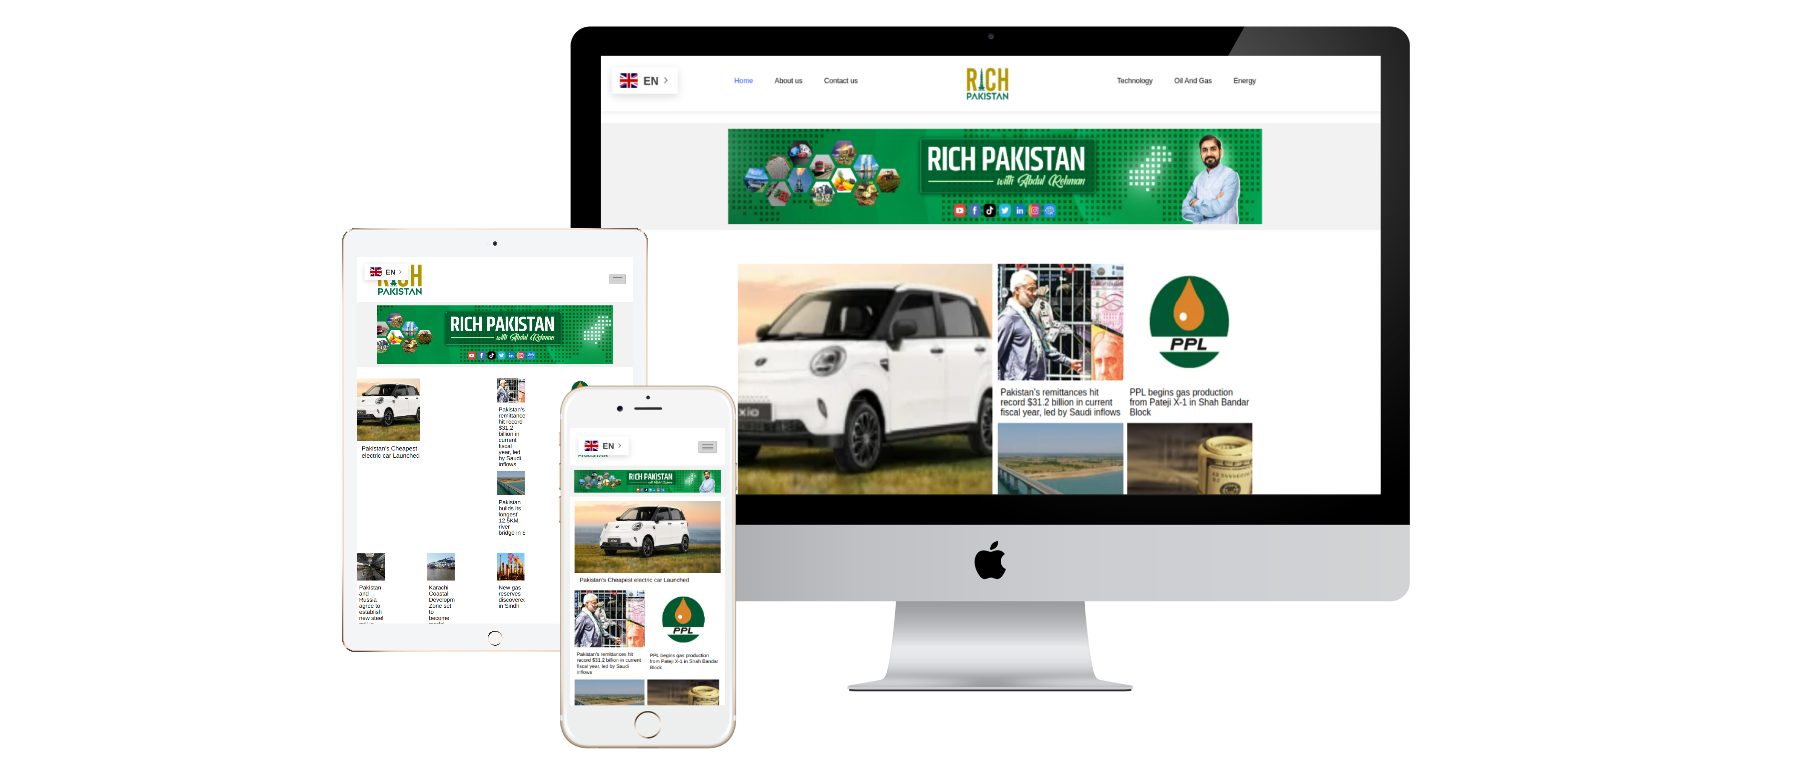 EN
Home
About us
Contact us
RICH
PAKISTAN
Technology
Oil And Gas
Energy
RICH PAKISTAN
with Abdul Rehman
xio
PPL
Pakistan's remittances hit
record $31.2 billion in current
fiscal year, led by Saudi inflows
PPL begins gas production
from Pateji X-1 in Shah Bandar
Block
EN
RICH
PAKISTAN
RICH PAKISTAN
with Abdul Rehman
Pakistan's Cheapest
electric car Launched
Pakistan's
remittance
hit record
$31.2
billion in
current
fiscal
year, led
by Saudi
inflows
Pakistan
builds its
longest
12.5KM
river
bridge in S
Pakistan
and
Russia
agree to
establish
new steel
Karachi
Coastal
Developm
Zone set
to
become
New gas
reserves
discovered
in Sindh
EN
PAKISTAN
RICH PAKISTAN
Pakistan's Cheapest electric car Launched
PPL
Pakistan's remittances hit
record $31.2 billion in current
fiscal year, led by Saudi
inflows
PPL begins gas production
from Pateji X-1 in Shah Bandar
Block